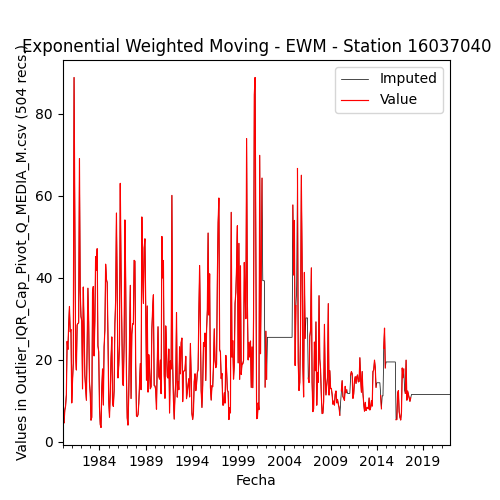 Exponential Weighted Moving - EWM - Station 16037040
Imputed
Value
Values in Outlier_IQR_Cap_Pivot_Q_MEDIA_M.csv (504 recs.)
80
60
40
20
0
1984 1989 1994 1999 2004 2009 2014 2019
Fecha